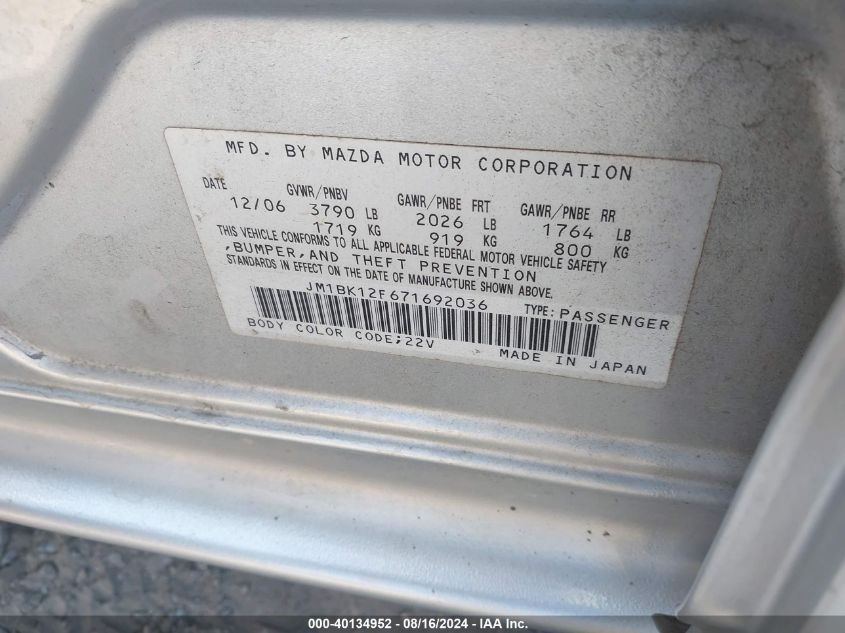 MFD. BY MAZDA MOTOR CORPORATION
DATE GVWR/PNBV GAWR/PNBE FRT GAWR/PNBE RR
12/06 3790 LB 2026 LB 1764 LB
1719 KG 919 KG 800 KG
THIS VEHICLE CONFORMS TO ALL APPLICABLE FEDERAL MOTOR VEHICLE SAFETY
,BUMPER,AND THEFT PREVENTION
STANDARDS IN EFFECT ON THE DATE OF MANUFACTURE SHOWN ABOVE.
JM1BK12F671692036 TYPE:PASSENGER
BODY COLOR CODE;22V MADE IN JAPAN
000-40134952 - 08/16/2024 - IAA Inc.